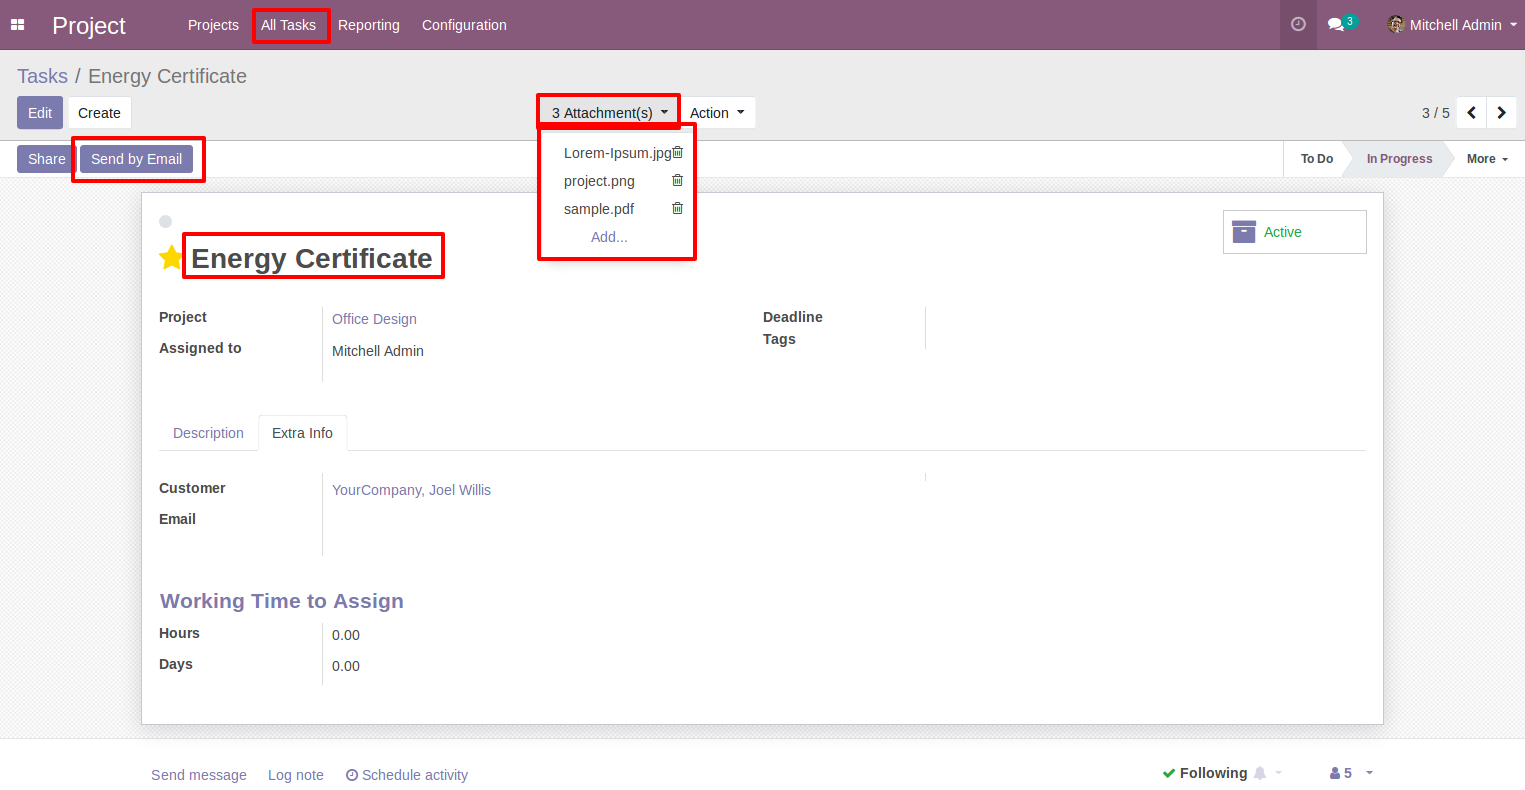 Project Projects All Tasks Reporting Configuration 3 Mitchell Admin
Tasks / Energy Certificate
Edit Create 3 Attachment(s) Action 3 / 5
Share Send by Email To Do In Progress More
Lorem-Ipsum.jpg
project.png
sample.pdf
Add...
Active
Energy Certificate
Project Office Design
Assigned to Mitchell Admin
Deadline
Tags
Description Extra Info
Customer YourCompany, Joel Willis
Email
Working Time to Assign
Hours 0.00
Days 0.00
Send message Log note Schedule activity Following 5